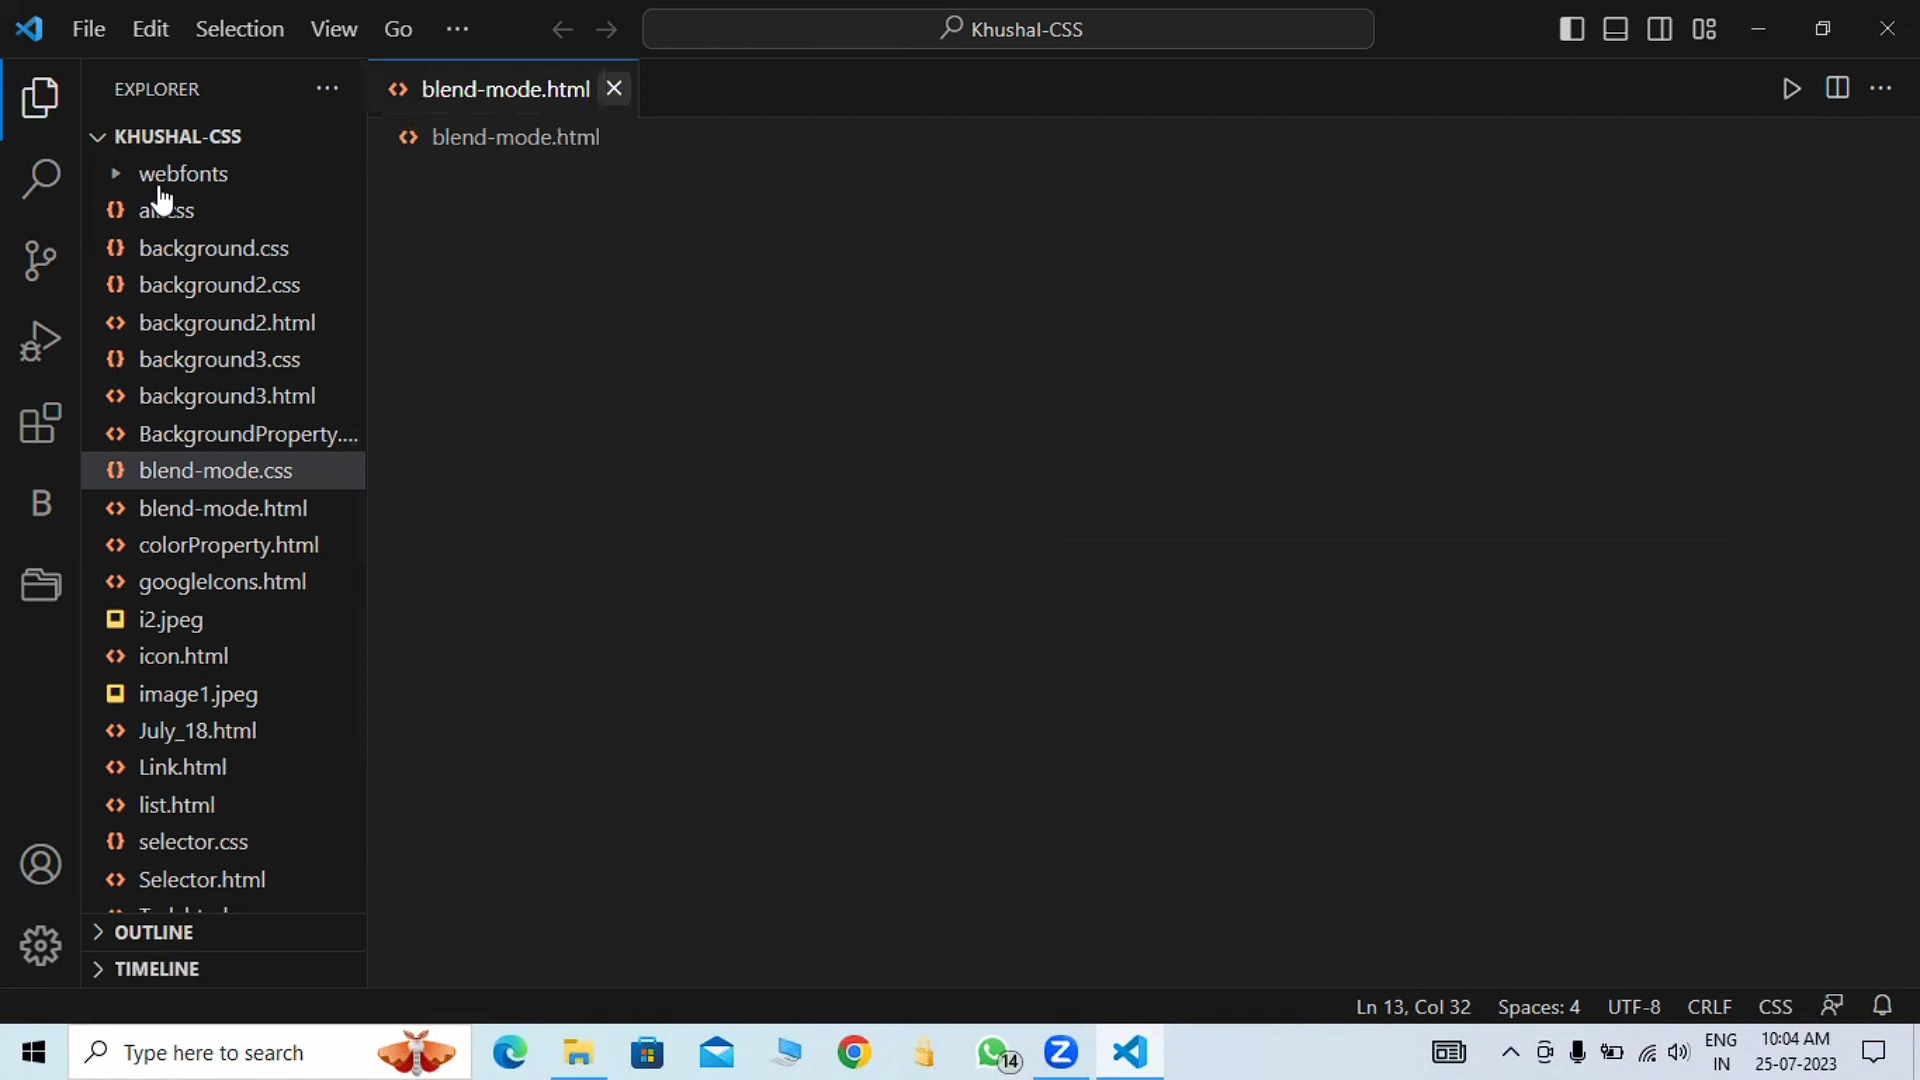 File Edit Selection View Go ···
Khushal-CSS
EXPLORER ···
blend-mode.html
KHUSHAL-CSS
blend-mode.html
webfonts
background.css
background2.css
background2.html
background3.css
background3.html
BackgroundProperty....
blend-mode.css
B
blend-mode.html
colorProperty.html
googleIcons.html
i2.jpeg
icon.html
image1.jpeg
July_18.html
Link.html
list.html
selector.css
Selector.html
OUTLINE
TIMELINE
Ln 13, Col 32 Spaces: 4 UTF-8 CRLF CSS
Type here to search
14
ENG
IN
10:04 AM
25-07-2023